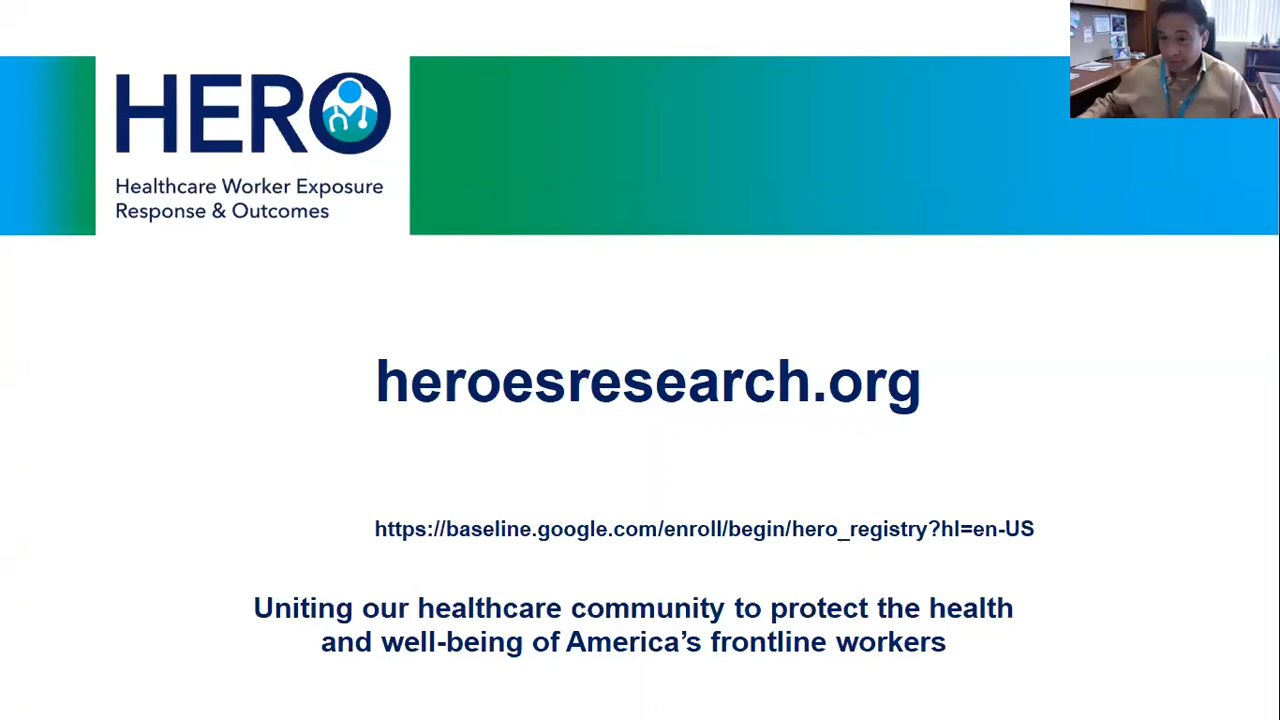 HERO
Healthcare Worker Exposure
Response & Outcomes
heroesresearch.org
https://baseline.google.com/enroll/begin/hero_registry?hl=en-US
Uniting our healthcare community to protect the health
and well-being of America’s frontline workers